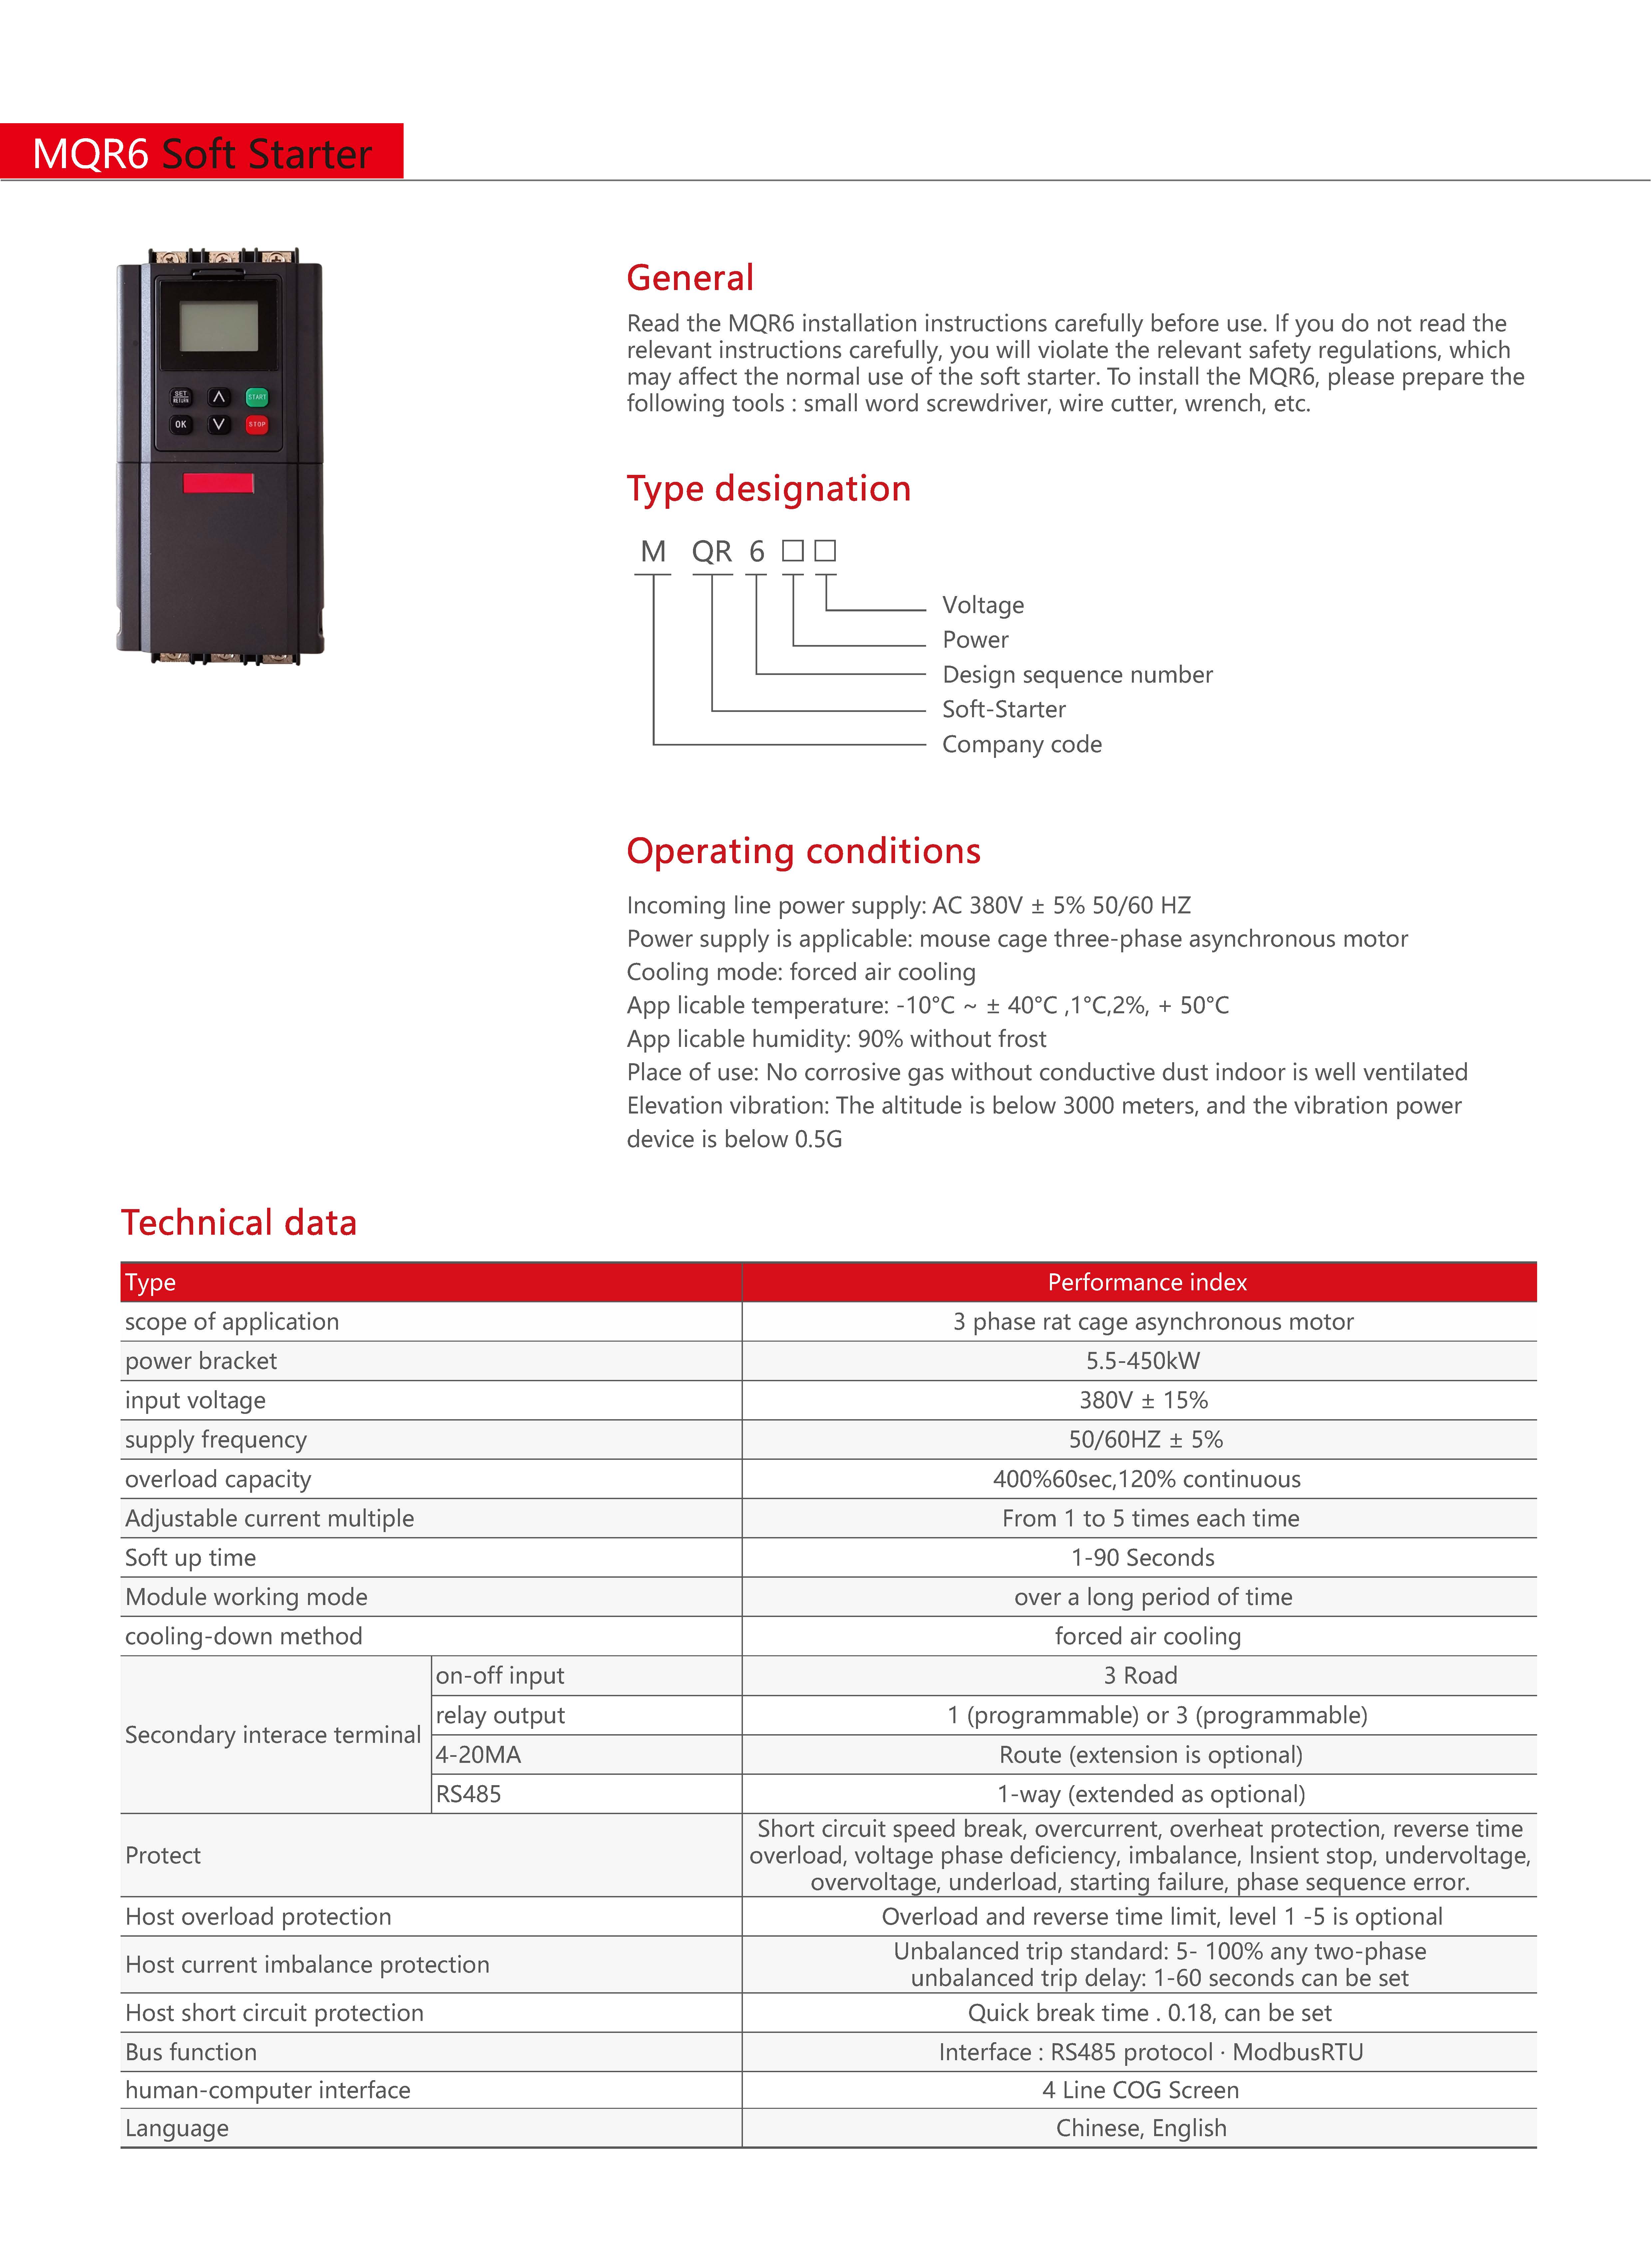 MQR6 Soft Starter
SET
RETURN
START
OK
STOP
General
Read the MQR6 installation instructions carefully before use. If you do not read the
relevant instructions carefully, you will violate the relevant safety regulations, which
may affect the normal use of the soft starter. To install the MQR6, please prepare the
following tools : small word screwdriver, wire cutter, wrench, etc.
Type designation
M QR 6 □ □
Voltage
Power
Design sequence number
Soft-Starter
Company code
Operating conditions
Incoming line power supply: AC 380V ± 5% 50/60 HZ
Power supply is applicable: mouse cage three-phase asynchronous motor
Cooling mode: forced air cooling
App licable temperature: -10°C ~ ± 40°C ,1°C,2%, + 50°C
App licable humidity: 90% without frost
Place of use: No corrosive gas without conductive dust indoor is well ventilated
Elevation vibration: The altitude is below 3000 meters, and the vibration power
device is below 0.5G
Technical data
Type Performance index
scope of application 3 phase rat cage asynchronous motor
power bracket 5.5-450kW
input voltage 380V ± 15%
supply frequency 50/60HZ ± 5%
overload capacity 400%60sec,120% continuous
Adjustable current multiple From 1 to 5 times each time
Soft up time 1-90 Seconds
Module working mode over a long period of time
cooling-down method forced air cooling
Secondary interace terminal
on-off input 3 Road
relay output 1 (programmable) or 3 (programmable)
4-20MA Route (extension is optional)
RS485 1-way (extended as optional)
Protect
Short circuit speed break, overcurrent, overheat protection, reverse time
overload, voltage phase deficiency, imbalance, lnsient stop, undervoltage,
overvoltage, underload, starting failure, phase sequence error.
Host overload protection Overload and reverse time limit, level 1 -5 is optional
Host current imbalance protection
Unbalanced trip standard: 5- 100% any two-phase
unbalanced trip delay: 1-60 seconds can be set
Host short circuit protection Quick break time . 0.18, can be set
Bus function Interface : RS485 protocol · ModbusRTU
human-computer interface 4 Line COG Screen
Language Chinese, English